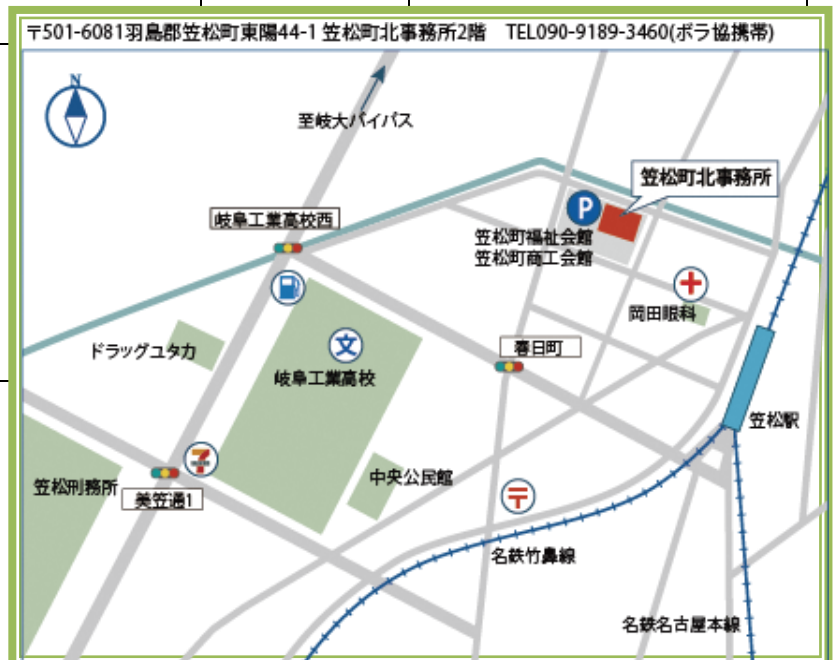 〒501-6081羽島郡笠松町東陽44-1 笠松町北事務所2階　TEL090-9189-3460(ボラ協携帯)
N
至岐大バイパス
笠松町北事務所
P
岐阜工業高校西
笠松町福祉会館
笠松町商工会館
岡田眼科
ドラッグユタカ
文
岐阜工業高校
春日町
笠松駅
7
笠松刑務所
美笠通1
中央公民館
〒
名鉄竹鼻線
名鉄名古屋本線